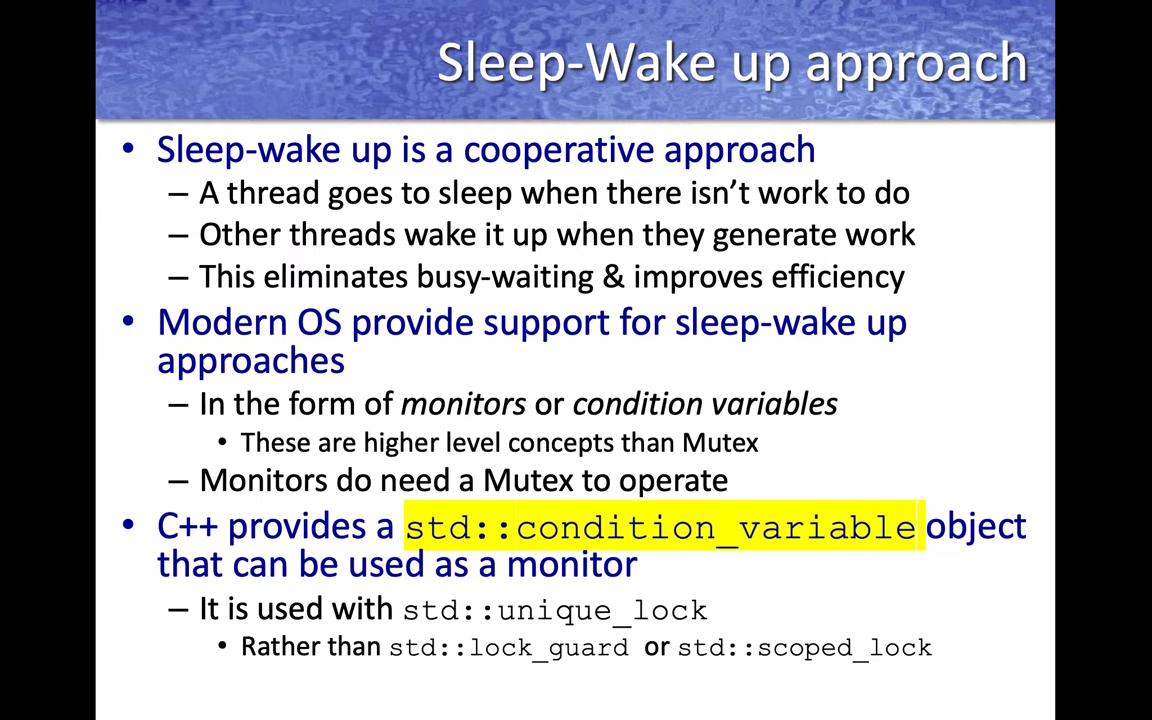 Sleep-Wake up approach
• Sleep-wake up is a cooperative approach
– A thread goes to sleep when there isn’t work to do
– Other threads wake it up when they generate work
– This eliminates busy-waiting & improves efficiency
• Modern OS provide support for sleep-wake up
approaches
– In the form of monitors or condition variables
• These are higher level concepts than Mutex
– Monitors do need a Mutex to operate
• C++ provides a std::condition_variable object
that can be used as a monitor
– It is used with std::unique_lock
• Rather than std::lock_guard or std::scoped_lock